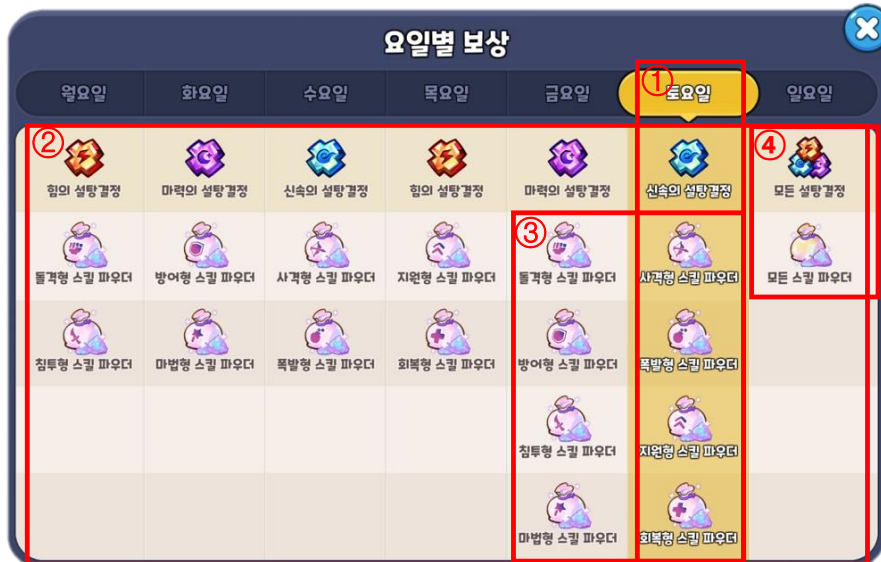 요일별 보상
월요일 화요일 수요일 목요일 금요일 ① 토요일 일요일
② ④
힘의 설탕결정 마력의 설탕결정 신속의 설탕결정 힘의 설탕결정 마력의 설탕결정 신속의 설탕결정 모든 설탕결정
③
돌격형 스킬 파우더 방어형 스킬 파우더 사격형 스킬 파우더 지원형 스킬 파우더 돌격형 스킬 파우더 사격형 스킬 파우더 모든 스킬 파우더
침투형 스킬 파우더 마법형 스킬 파우더 폭발형 스킬 파우더 회복형 스킬 파우더 방어형 스킬 파우더 폭발형 스킬 파우더
침투형 스킬 파우더 지원형 스킬 파우더
마법형 스킬 파우더 회복형 스킬 파우더